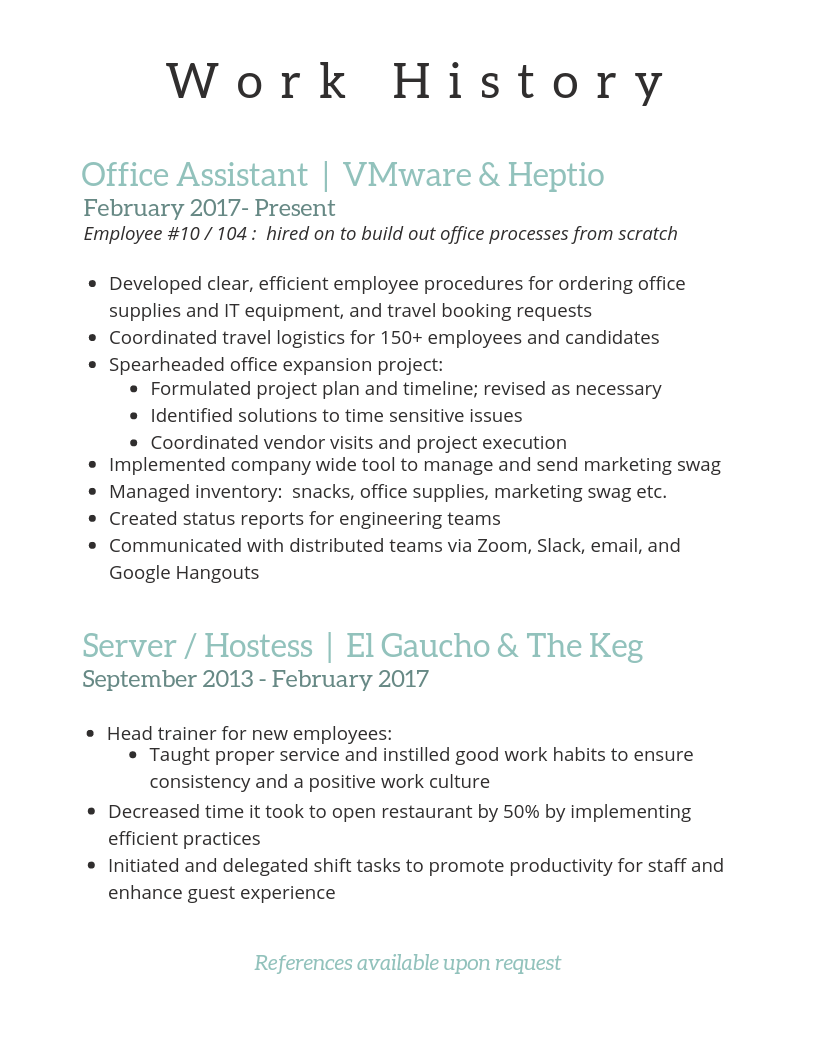 Work History
Office Assistant | VMware & Heptio
February 2017- Present
Employee #10 / 104 :  hired on to build out office processes from scratch
• Developed clear, efficient employee procedures for ordering office
supplies and IT equipment, and travel booking requests
• Coordinated travel logistics for 150+ employees and candidates
• Spearheaded office expansion project:
• Formulated project plan and timeline; revised as necessary
• Identified solutions to time sensitive issues
• Coordinated vendor visits and project execution
• Implemented company wide tool to manage and send marketing swag
• Managed inventory:  snacks, office supplies, marketing swag etc.
• Created status reports for engineering teams
• Communicated with distributed teams via Zoom, Slack, email, and
Google Hangouts
Server / Hostess | El Gaucho & The Keg
September 2013 - February 2017
• Head trainer for new employees:
• Taught proper service and instilled good work habits to ensure
consistency and a positive work culture
• Decreased time it took to open restaurant by 50% by implementing
efficient practices
• Initiated and delegated shift tasks to promote productivity for staff and
enhance guest experience
References available upon request